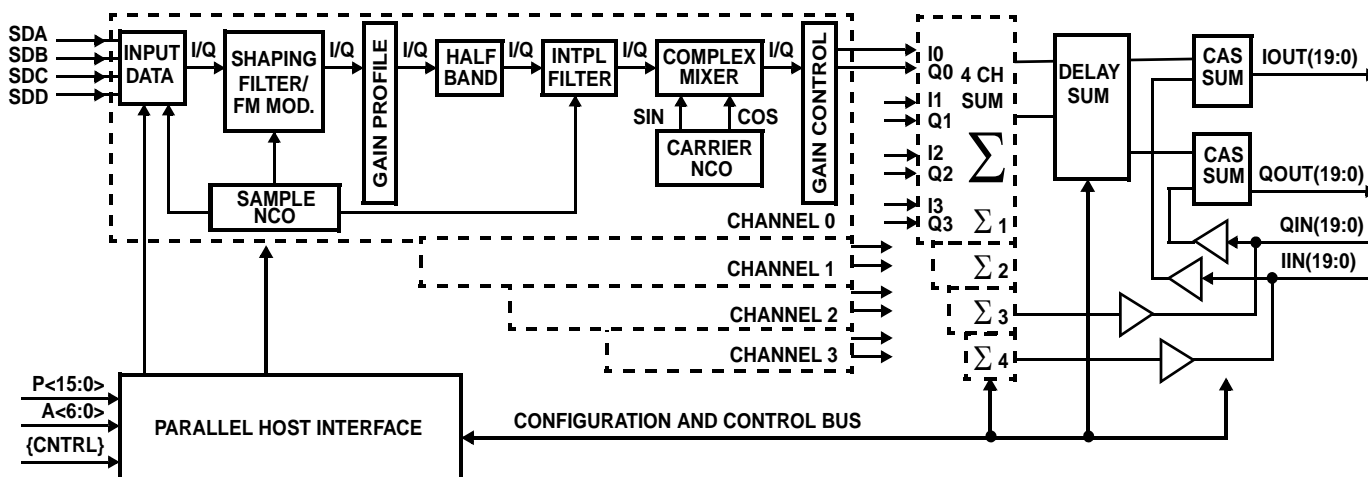 SDA
SDB
SDC
SDD
INPUT
DATA
I/Q
SHAPING
FILTER/
FM MOD.
I/Q
GAIN PROFILE
I/Q
HALF
BAND
I/Q
INTPL
FILTER
I/Q
COMPLEX
MIXER
I/Q
GAIN CONTROL
SIN
COS
CARRIER
NCO
SAMPLE
NCO
CHANNEL 0
CHANNEL 1
CHANNEL 2
CHANNEL 3
I0
Q0
4 CH
SUM
I1
Q1
∑
I2
Q2
I3
Q3
∑ 1
∑ 2
∑ 3
∑ 4
DELAY
SUM
CAS
SUM
IOUT(19:0)
CAS
SUM
QOUT(19:0)
QIN(19:0)
IIN(19:0)
P<15:0>
A<6:0>
{CNTRL}
PARALLEL HOST INTERFACE
CONFIGURATION AND CONTROL BUS